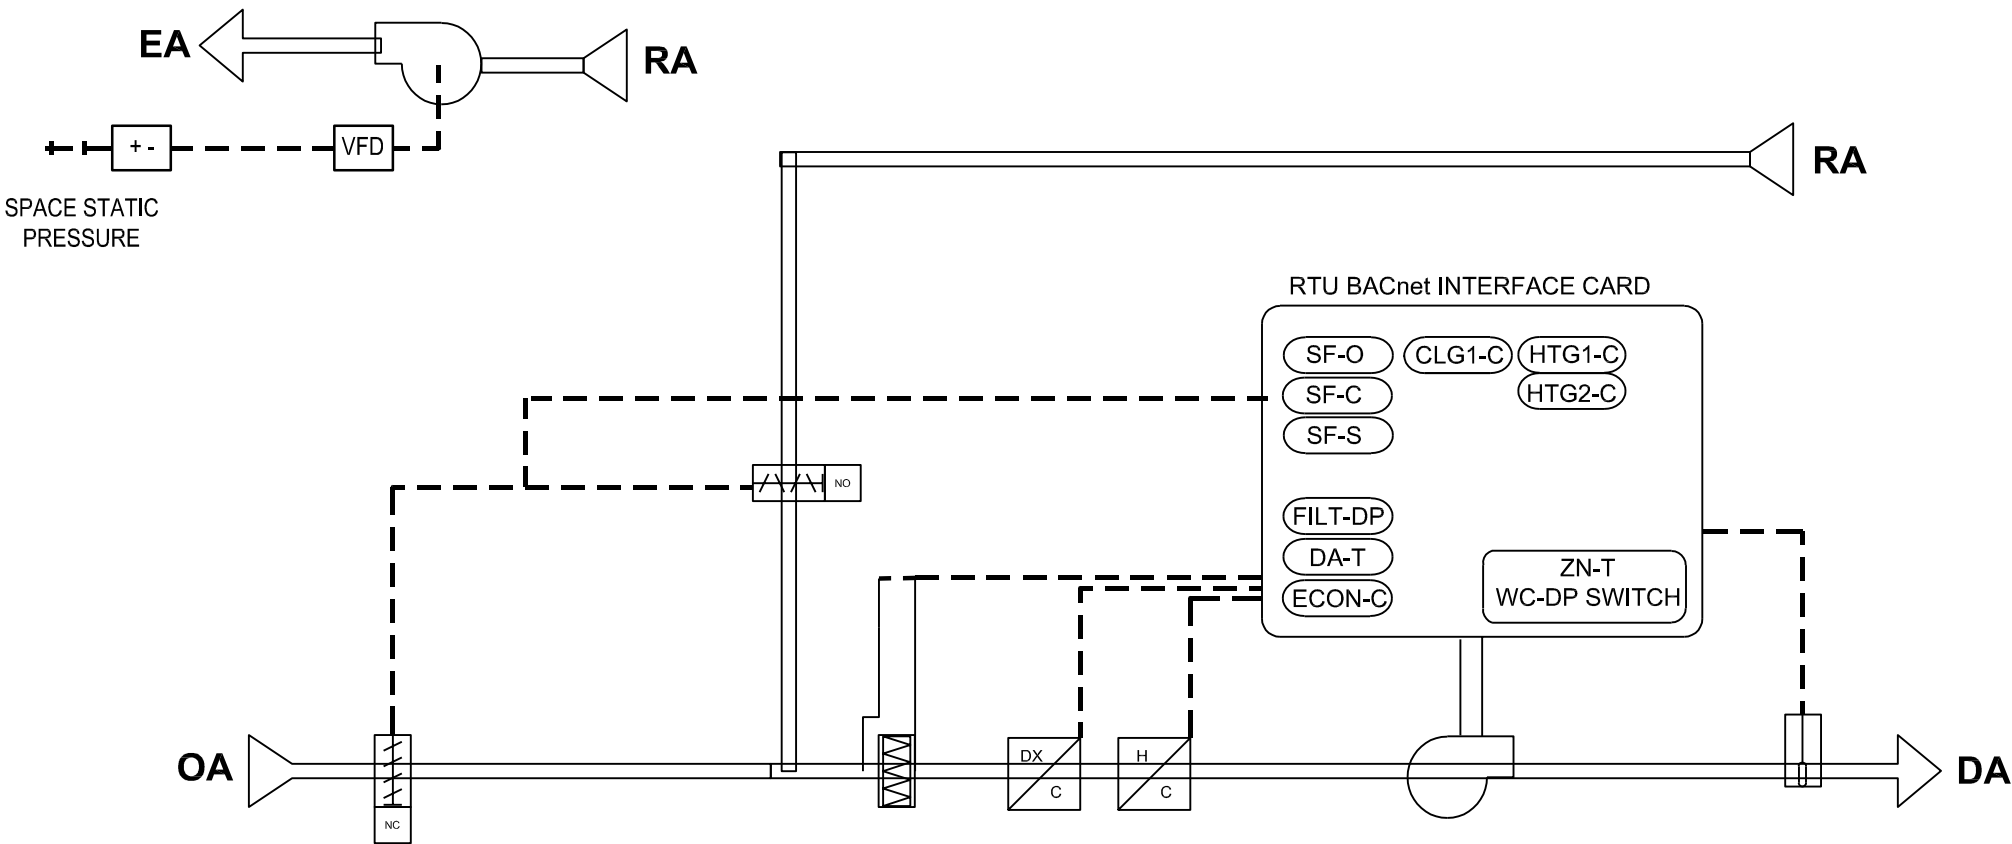 EA
RA
+ -
VFD
SPACE STATIC
PRESSURE
RA
RTU BACnet INTERFACE CARD
SF-O
CLG1-C
HTG1-C
SF-C
HTG2-C
SF-S
NO
FILT-DP
DA-T
ECON-C
ZN-T
WC-DP SWITCH
OA
NC
DX
C
H
C
DA